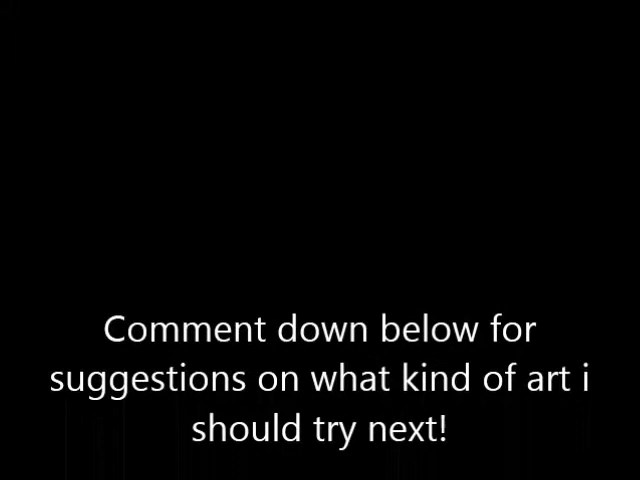 Comment down below for
suggestions on what kind of art i
should try next!